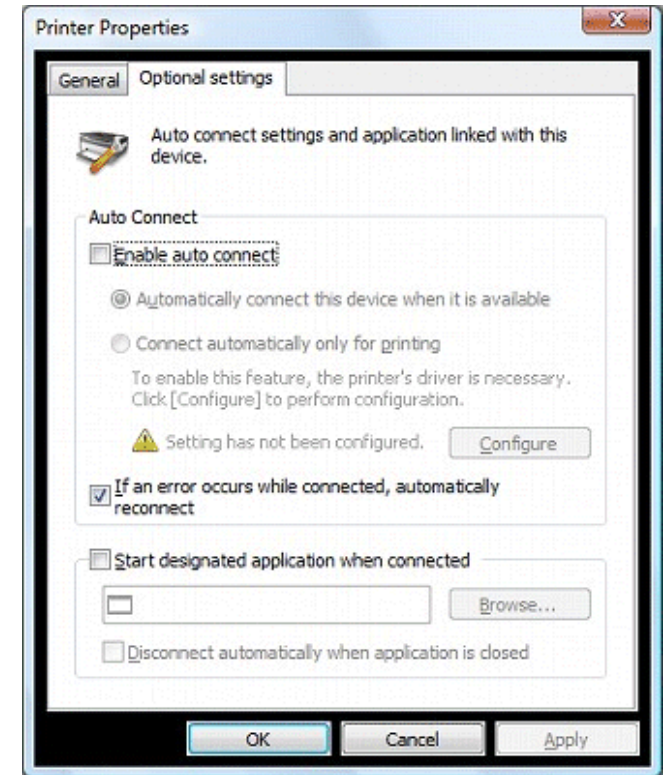 Printer Properties
General
Optional settings
Auto connect settings and application linked with this
device.
Auto Connect
Enable auto connect
Automatically connect this device when it is available
Connect automatically only for printing
To enable this feature, the printer's driver is necessary.
Click [Configure] to perform configuration.
Setting has not been configured.
Configure
If an error occurs while connected, automatically
reconnect
Start designated application when connected
Browse...
Disconnect automatically when application is closed
OK
Cancel
Apply